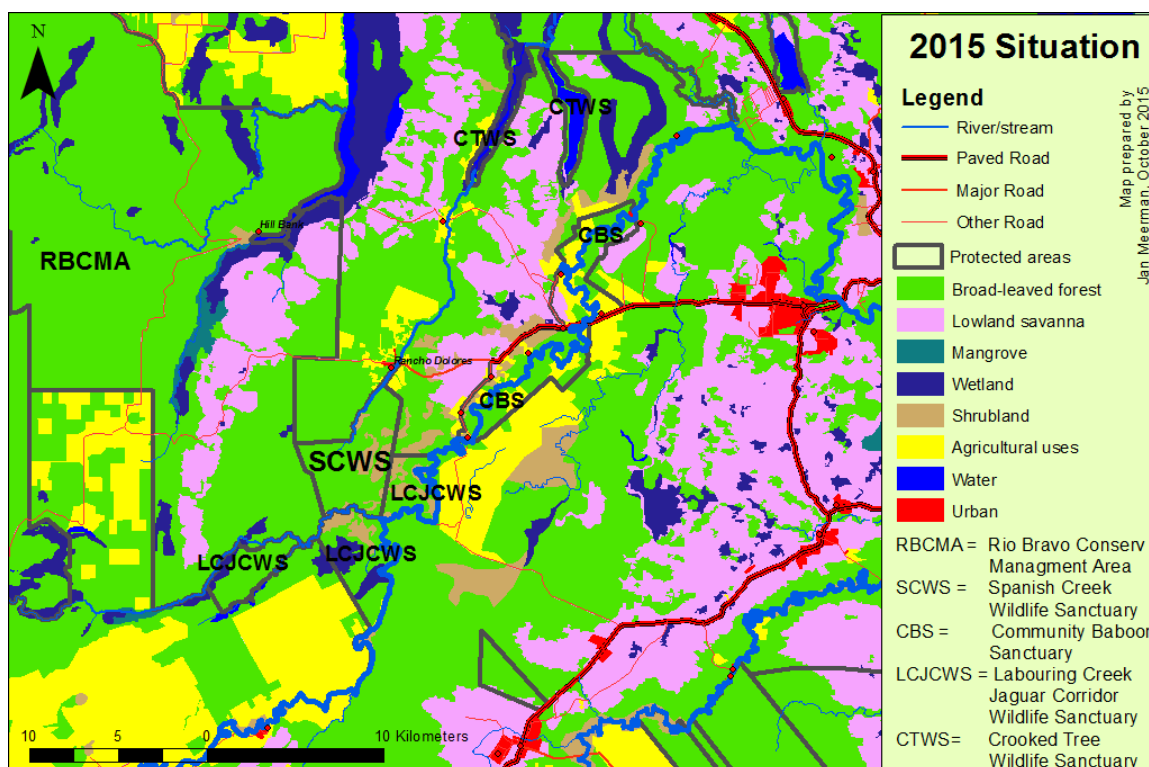 N
CTWS
CTWS
CBS
Hill Bank
RBCMA
Rancho Dolores
CBS
SCWS
LCJCWS
LCJCWS
LCJCWS
10 5 0 10 Kilometers
2015 Situation
Legend
River/stream
Paved Road
Major Road
Other Road
Protected areas
Broad-leaved forest
Lowland savanna
Mangrove
Wetland
Shrubland
Agricultural uses
Water
Urban
RBCMA = Rio Bravo Conserv
Managment Area
SCWS = Spanish Creek
Wildlife Sanctuary
CBS = Community Baboon
Sanctuary
LCJCWS = Labouring Creek
Jaguar Corridor
Wildlife Sanctuary
CTWS= Crooked Tree
Wildlife Sanctuary
Map prepared by
Jan Meerman, October 2015